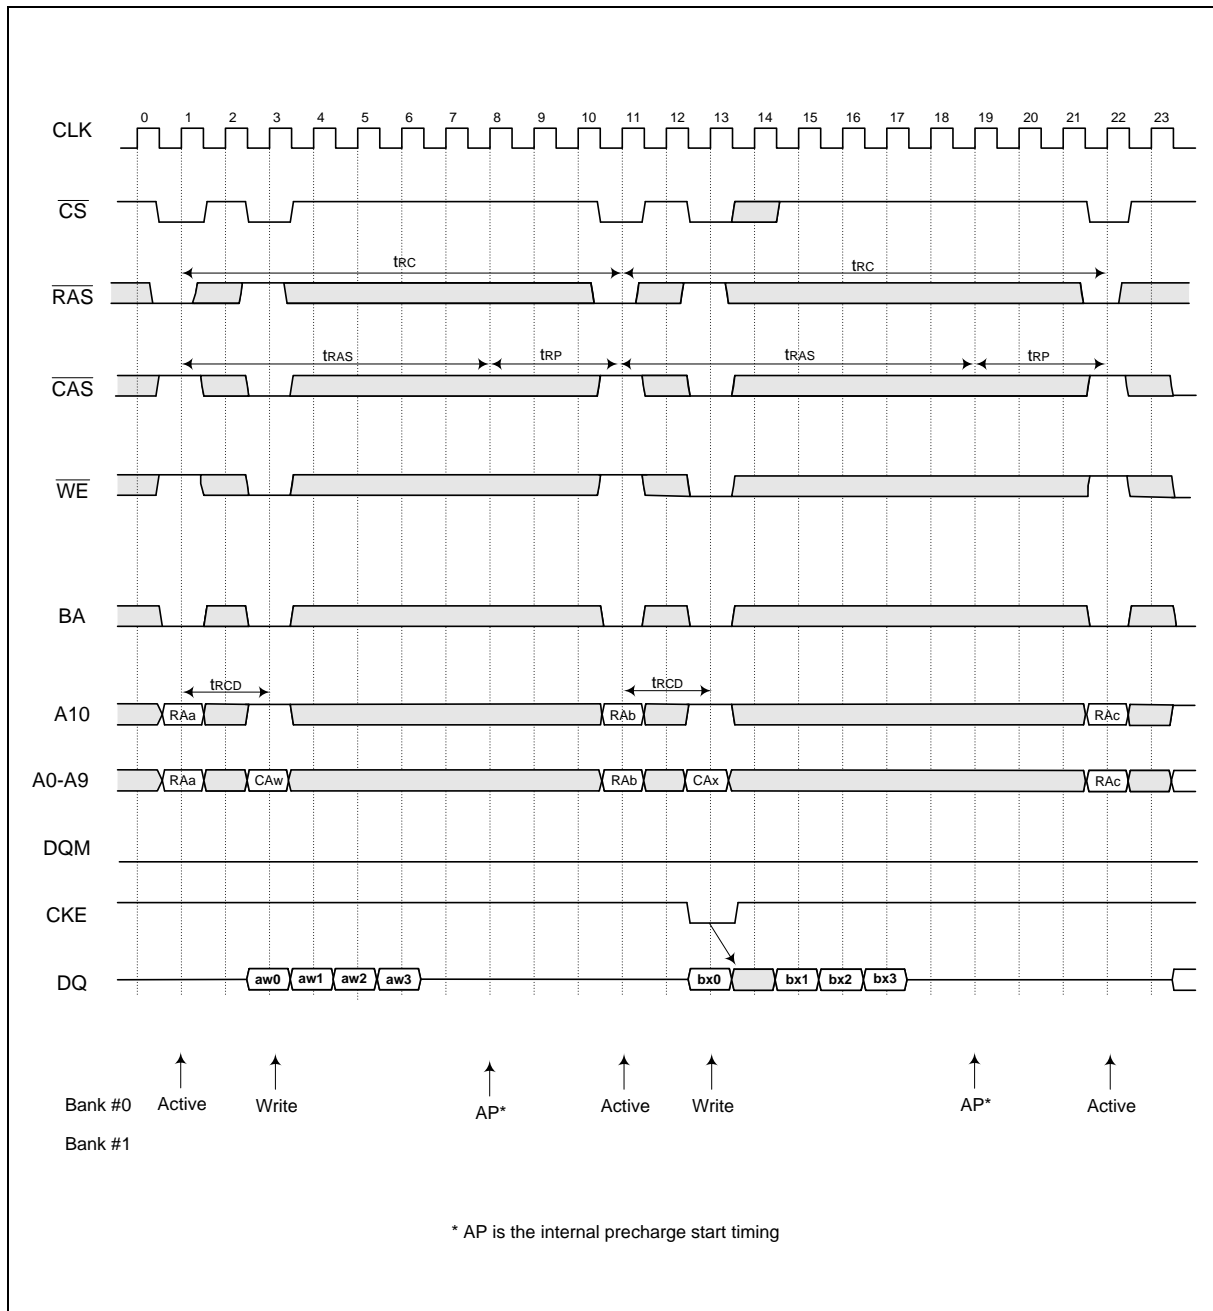 0 1 2 3 4 5 6 7 8 9 10 11 12 13 14 15 16 17 18 19 20 21 22 23
CLK
CS
tRC tRC
RAS
tRAS tRP tRAS tRP
CAS
WE
BA
tRCD tRCD
A10 RAa RAb RAc
A0-A9 RAa CAw RAb CAx RAc
DQM
CKE
DQ aw0 aw1 aw2 aw3 bx0 bx1 bx2 bx3
Bank #0 Active Write AP* Active Write AP* Active
Bank #1
* AP is the internal precharge start timing